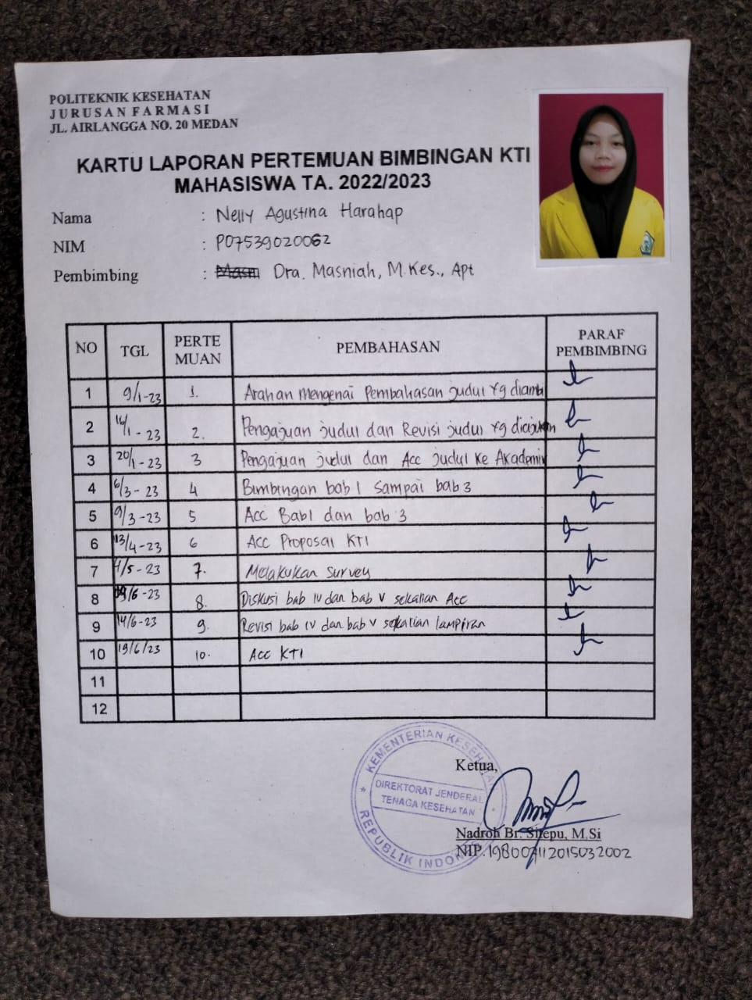 POLITEKNIK KESEHATAN
JURUSAN FARMASI
JL. AIRLANGGA NO. 20 MEDAN
KARTU LAPORAN PERTEMUAN BIMBINGAN KTI
MAHASISWA TA. 2022/2023
Nama : Nelly Agustina Harahap
NIM : P07539020062
Pembimbing : Dra. Masniah, M.Kes., Apt
NO TGL PERTE MUAN PEMBAHASAN PARAF PEMBIMBING
1 9/1-23 1. Arahan Mengenai Pembahasan judul yg diambi
2 16/1-23 2. Pengajuan judul dan Revisi judul yg diajukan
3 20/1-23 3 Pengajuan judul dan Acc judul ke Akademik
4 6/3-23 4 Bimbingan bab 1 sampai bab 3
5 9/3-23 5 Acc Bab1 dan bab 3
6 13/4-23 6 Acc Proposal KTI
7 /5-23 7. Melakukan Survey
8 /6-23 8. Diskusi bab IV dan bab V sekalian Acc
9 14/6-23 9. Revisi bab IV dan bab V sekalian lampiran
10 19/6/23 10. Acc KTI
11
12
KEMENTERIAN KESEHATAN
DIREKTORAT JENDERAL
TENAGA KESEHATAN
REPUBLIK INDONESIA
Ketua,
Nadroh Br. Sitepu, M.Si
NIP.198007112015032002